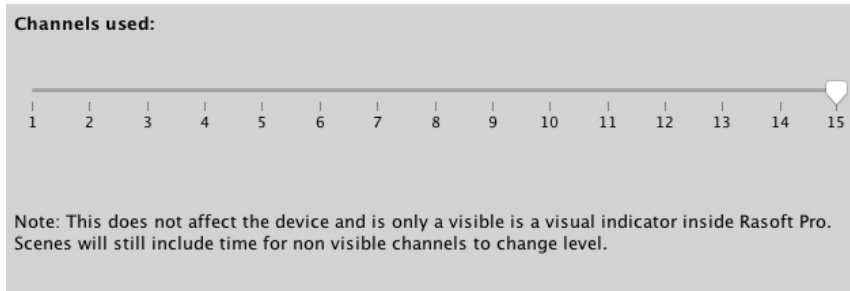 Channels used:
1 2 3 4 5 6 7 8 9 10 11 12 13 14 15
Note: This does not affect the device and is only a visible is a visual indicator inside Rasoft Pro.
Scenes will still include time for non visible channels to change level.